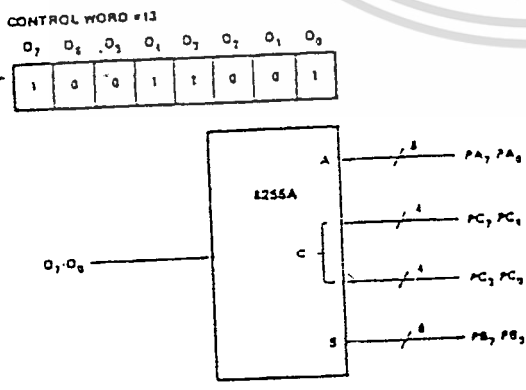 CONTROL WORD #13
D7 D6 D5 D4 D3 D2 D1 D0
1 0 0 1 1 0 0 1
8255A
A
8
PA7 PA0
4
PC7 PC4
C
4
PC3 PC0
B
8
PB7 PB0
D7-D0